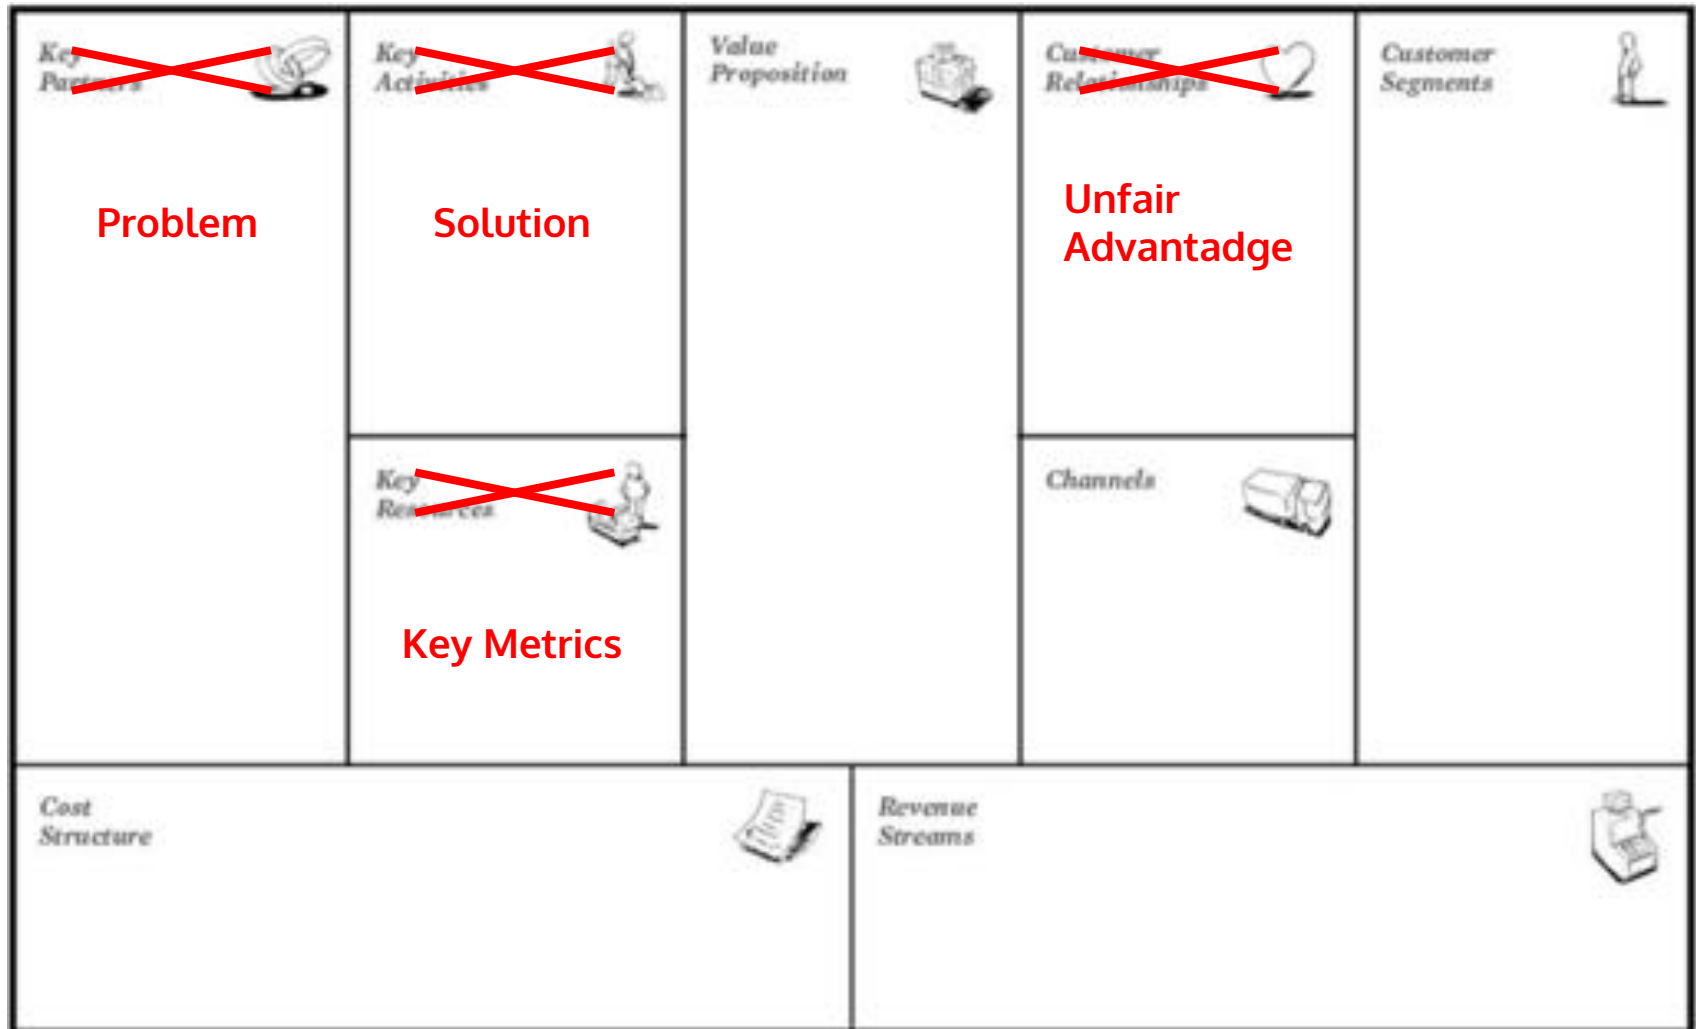 Key
Partners
Problem
Key
Activities
Solution
Key
Resources
Key Metrics
Value
Proposition
Customer
Relationships
Unfair
Advantadge
Channels
Customer
Segments
Cost
Structure
Revenue
Streams